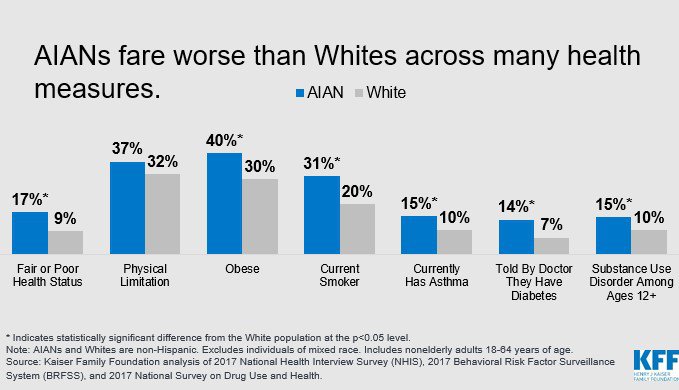 AIANs fare worse than Whites across many health
measures.
AIAN White
37% 32%
40%* 30%
31%* 20%
17%* 9%
15%* 10%
14%* 7%
15%* 10%
Fair or Poor
Health Status
Physical
Limitation
Obese
Current
Smoker
Currently
Has Asthma
Told By Doctor
They Have
Diabetes
Substance Use
Disorder Among
Ages 12+
* Indicates statistically significant difference from the White population at the p<0.05 level.
Note: AIANs and Whites are non-Hispanic. Excludes individuals of mixed race. Includes nonelderly adults 18-64 years of age.
Source: Kaiser Family Foundation analysis of 2017 National Health Interview Survey (NHIS), 2017 Behavioral Risk Factor Surveillance
System (BRFSS), and 2017 National Survey on Drug Use and Health.
KFF
HENRY J KAISER
FAMILY FOUNDATION